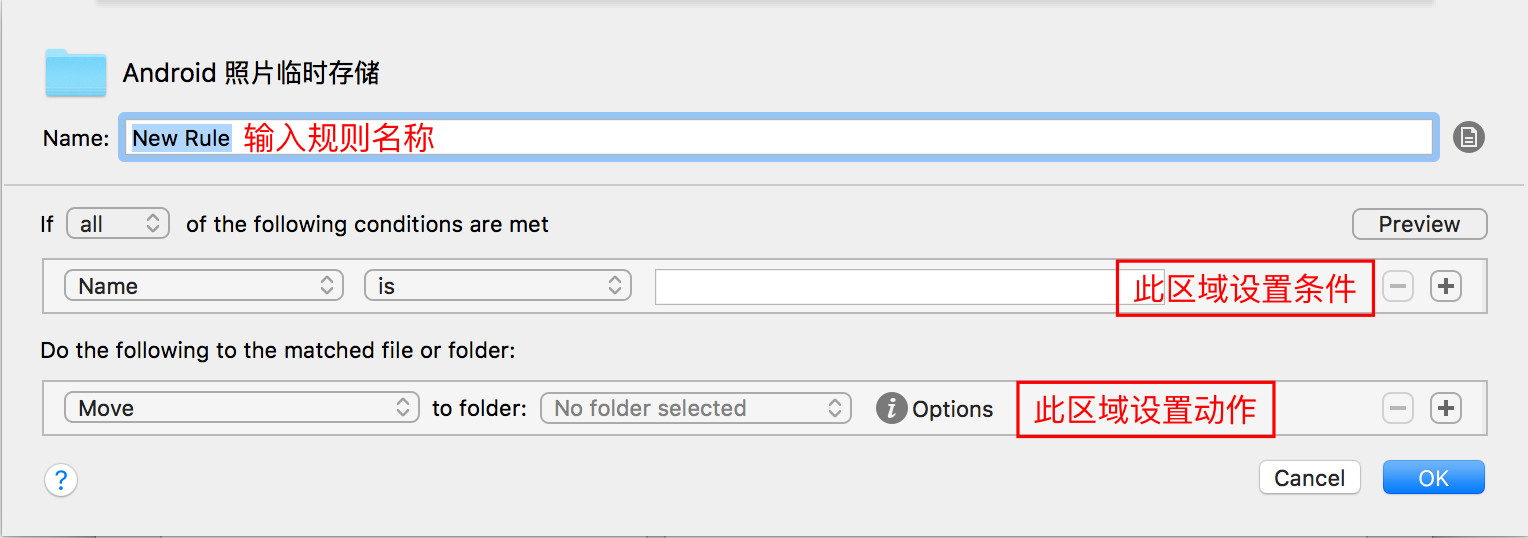 Android 照片临时存储
Name: New Rule 输入规则名称
If all of the following conditions are met Preview
Name is 此区域设置条件
Do the following to the matched file or folder:
Move to folder: No folder selected i Options 此区域设置动作
? Cancel OK